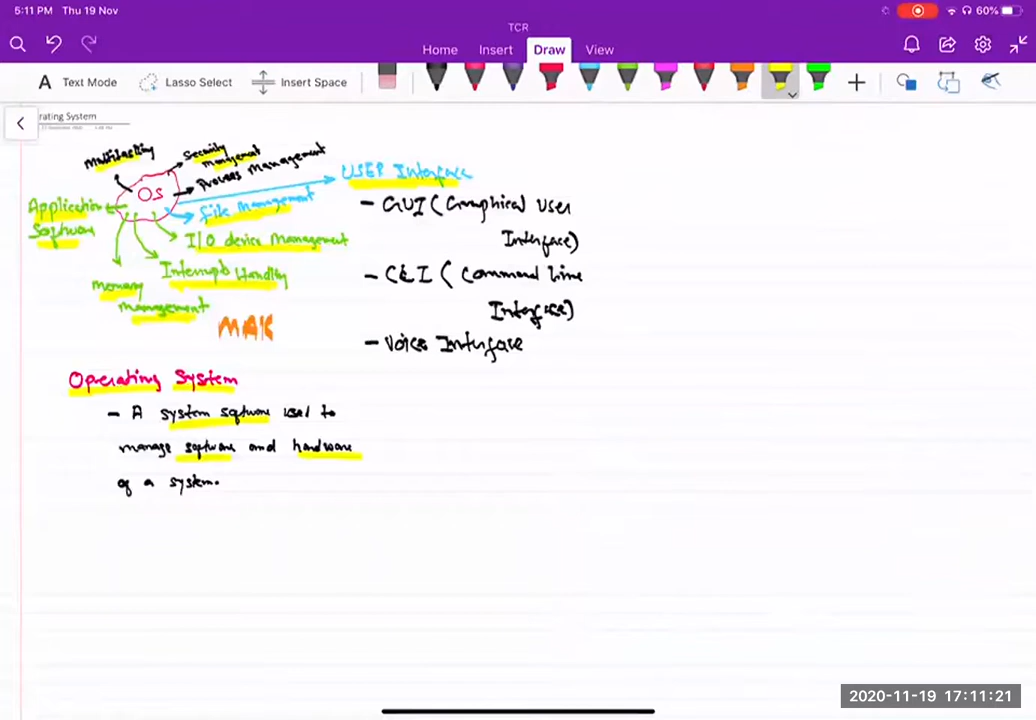 5:11 PM Thu 19 Nov
60%
TCR
Home Insert Draw View
A Text Mode Lasso Select Insert Space
rating System
Multitasking
Security
Management
Process Management
OS
USER Interface
Application
Software
File Management
I/O device Management
Interrupt Handling
Memory
Management
MAK
- GUI (Graphical User
Interface)
- CLI (Command line
Interface)
- Voice Interface
Operating System
- A system software used to
manage software and hardware
of a system.
2020-11-19 17:11:21